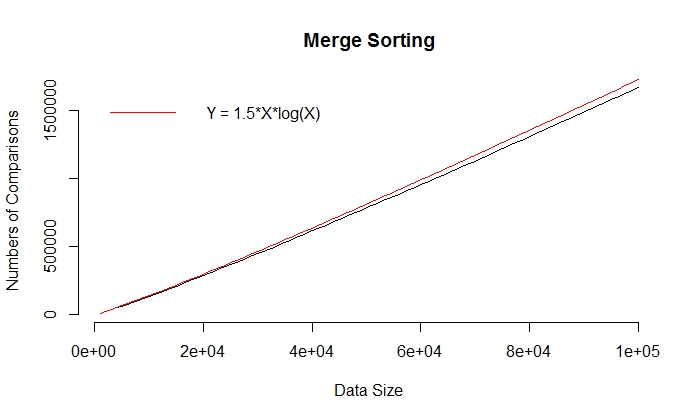 Merge Sorting
Y = 1.5*X*log(X)
Numbers of Comparisons
1500000
500000
0
0e+00 2e+04 4e+04 6e+04 8e+04 1e+05
Data Size